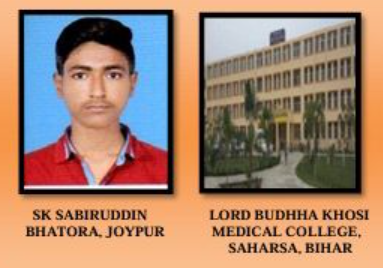 SK SABIRUDDIN
BHATORA, JOYPUR
LORD BUDHHA KHOSI
MEDICAL COLLEGE,
SAHARSA, BIHAR